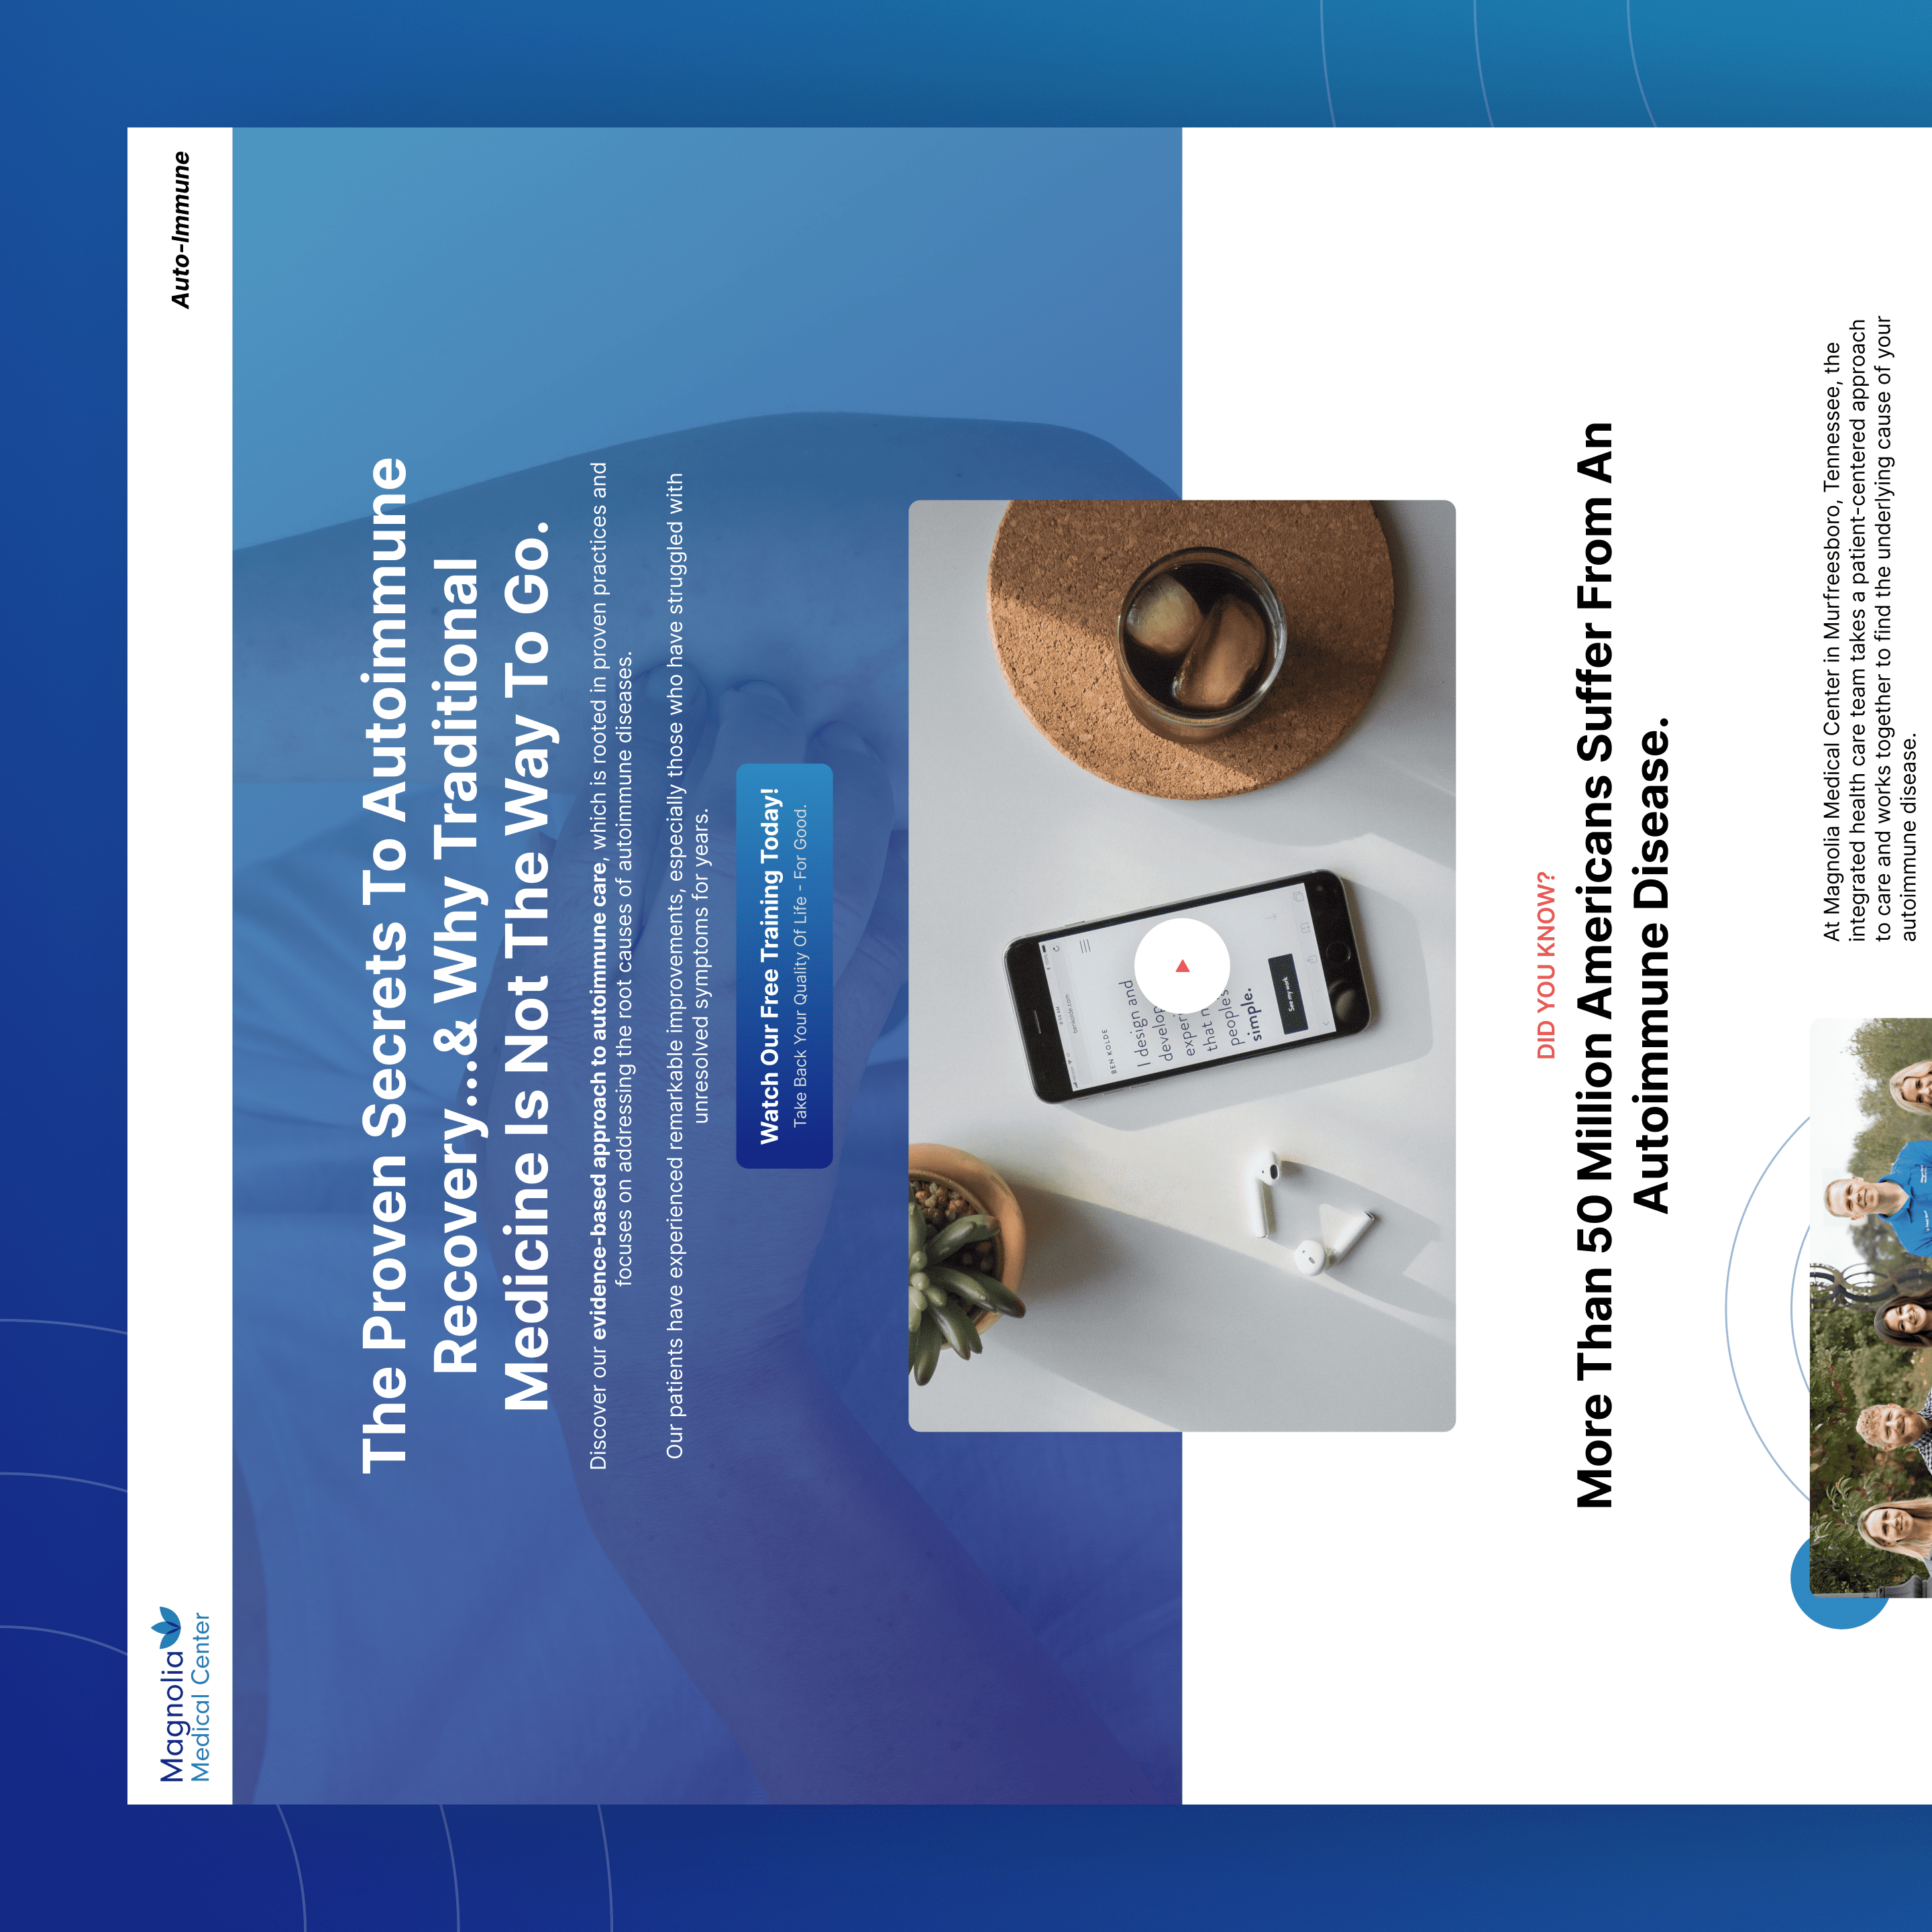 Magnolia
Medical Center
Auto-Immune
The Proven Secrets To Autoimmune
Recovery...& Why Traditional
Medicine Is Not The Way To Go.
Discover our evidence-based approach to autoimmune care, which is rooted in proven practices and
focuses on addressing the root causes of autoimmune diseases.
Our patients have experienced remarkable improvements, especially those who have struggled with
unresolved symptoms for years.
Watch Our Free Training Today!
Take Back Your Quality Of Life - For Good.
BEN KOLDE
I design and
develop
that
peoples
simple.
See my work
DID YOU KNOW?
More Than 50 Million Americans Suffer From An
Autoimmune Disease.
At Magnolia Medical Center in Murfreesboro, Tennessee, the
integrated health care team takes a patient-centered approach
to care and works together to find the underlying cause of your
autoimmune disease.